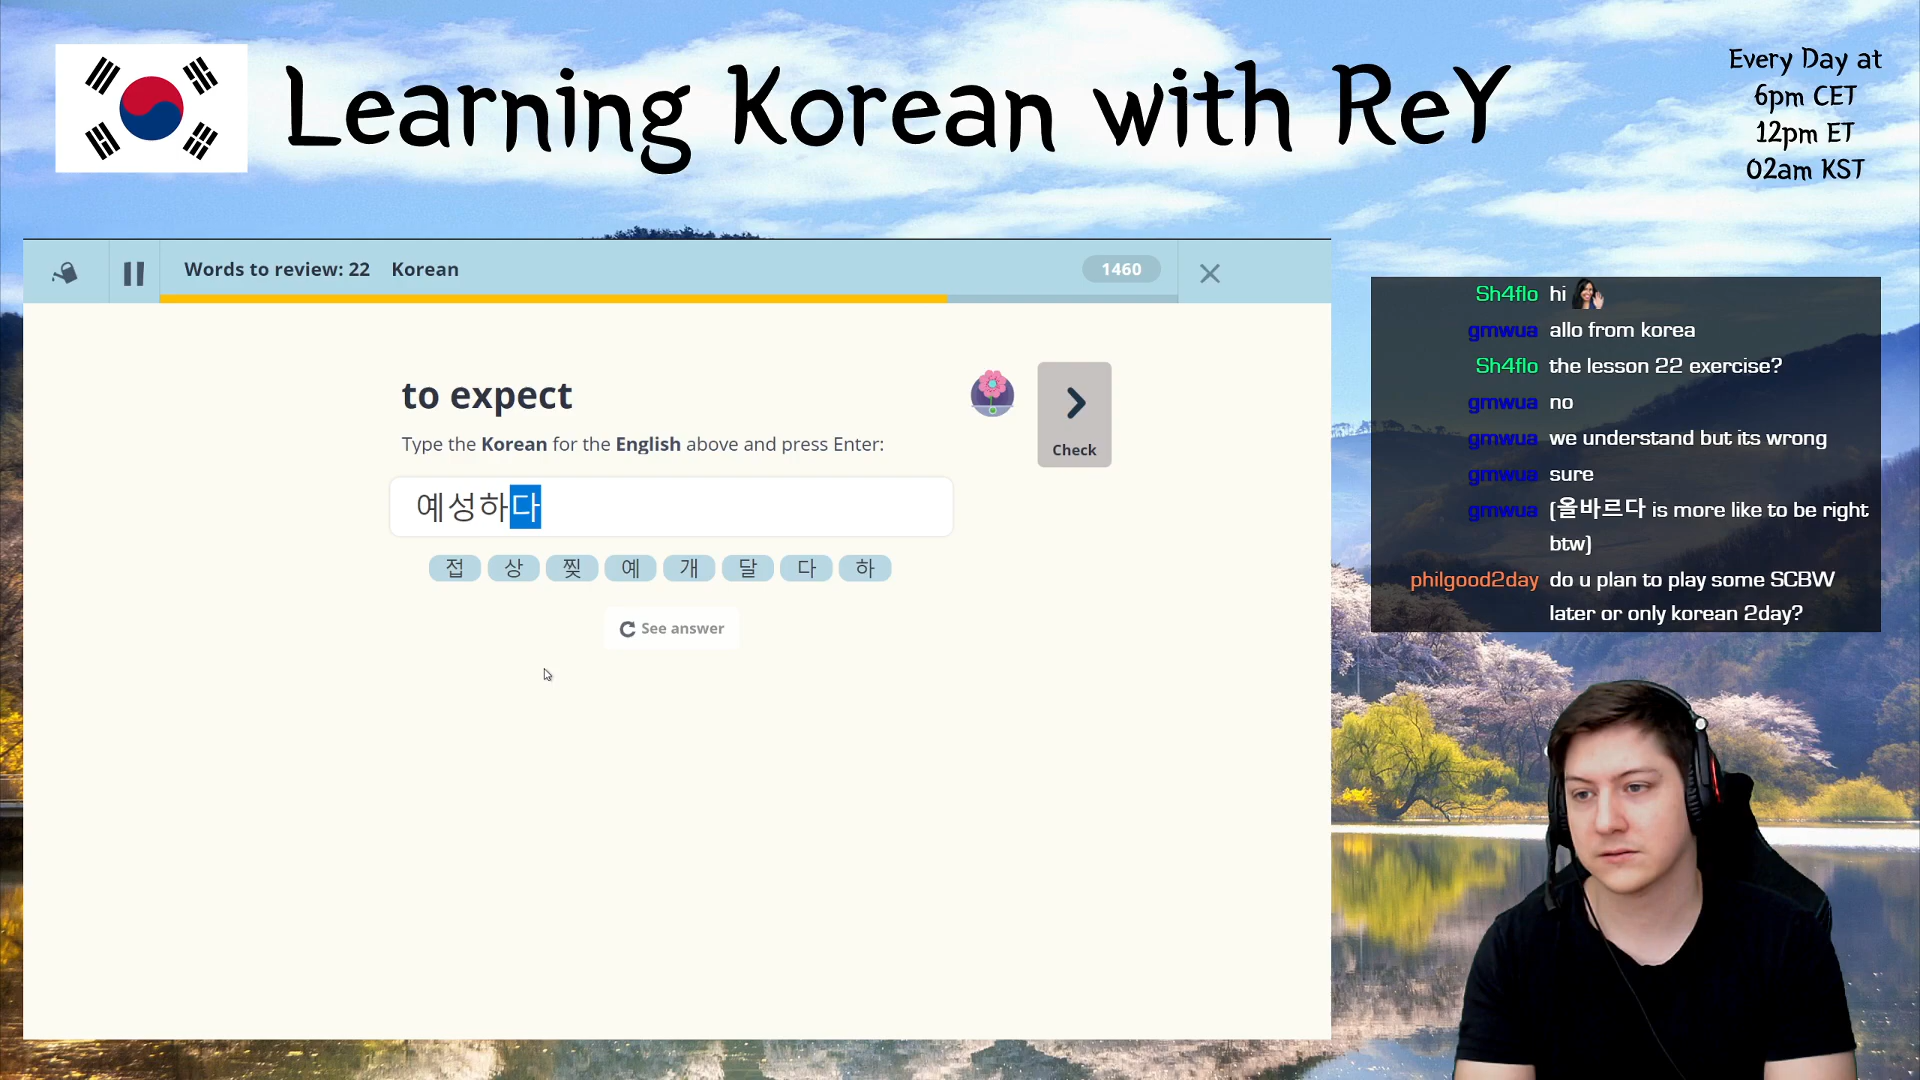 Learning Korean with ReY
Every Day at
6pm CET
12pm ET
02am KST
Words to review: 22 Korean
1460
to expect
Type the Korean for the English above and press Enter:
Check
예성하다
접 상 찢 예 개 달 다 하
See answer
Sh4flo hi
gmwua allo from korea
Sh4flo the lesson 22 exercise?
gmwua no
gmwua we understand but its wrong
gmwua sure
gmwua (올바르다 is more like to be right
btw)
philgood2day do u plan to play some SCBW
later or only korean 2day?